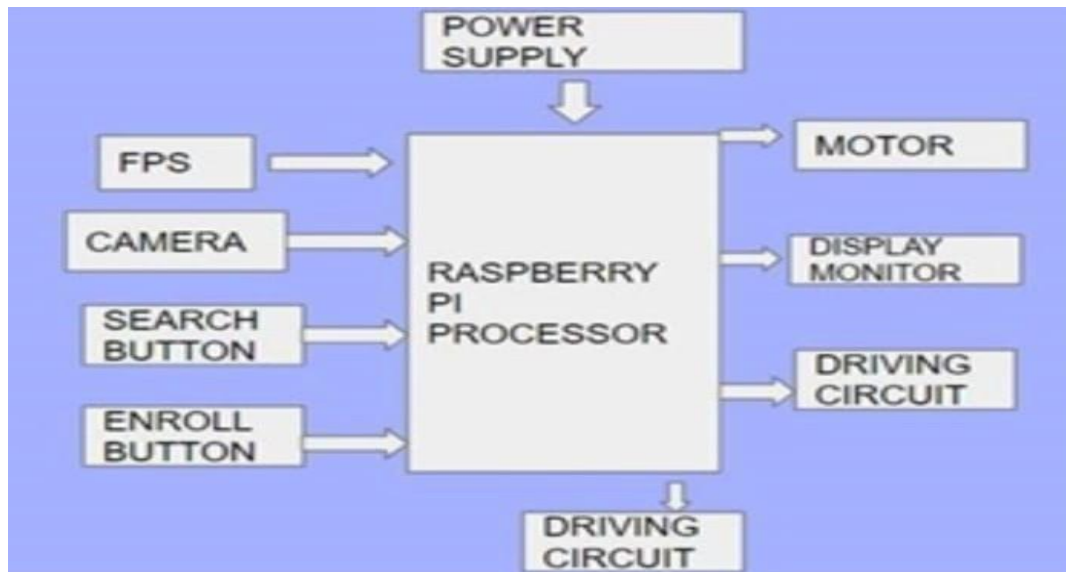 POWER
SUPPLY
FPS
MOTOR
CAMERA
DISPLAY
MONITOR
RASPBERRY
PI
PROCESSOR
SEARCH
BUTTON
DRIVING
CIRCUIT
ENROLL
BUTTON
DRIVING
CIRCUIT